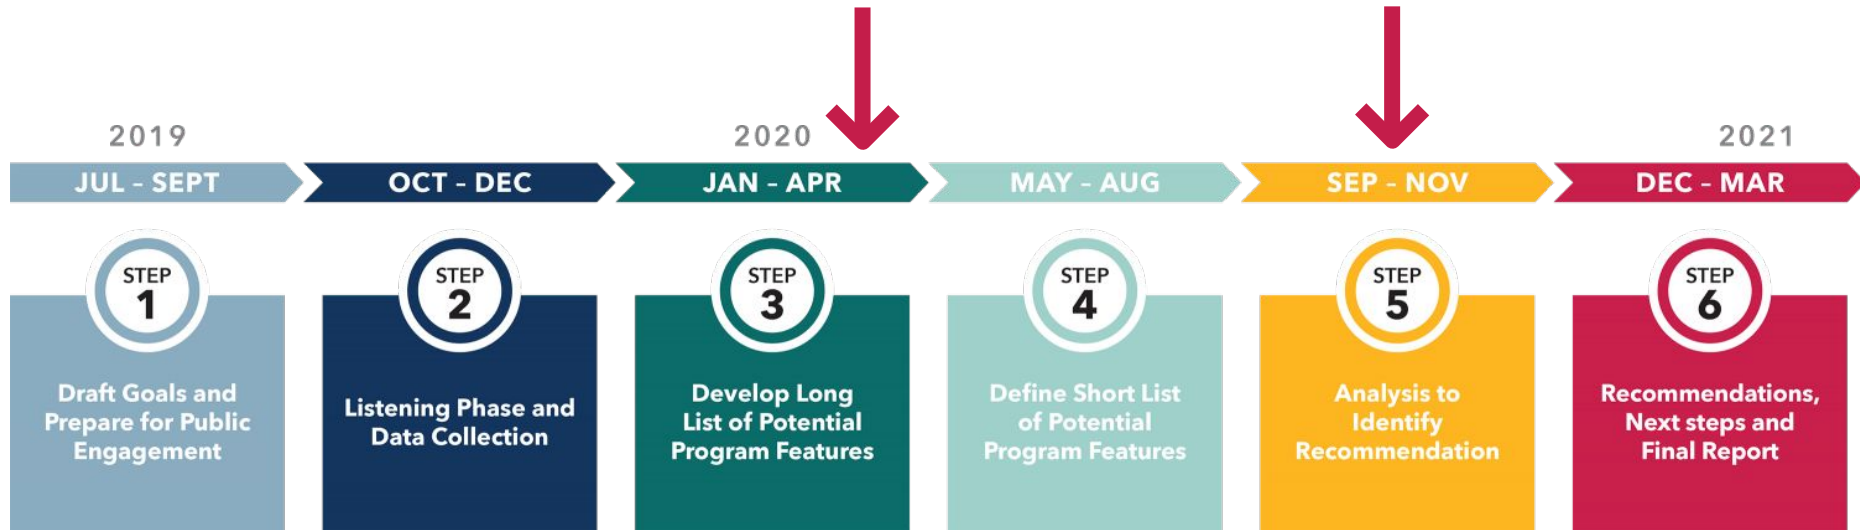 2019
2020
2021
JUL – SEPT
OCT – DEC
JAN – APR
MAY – AUG
SEP – NOV
DEC – MAR
STEP
1
Draft Goals and
Prepare for Public
Engagement
STEP
2
Listening Phase and
Data Collection
STEP
3
Develop Long
List of Potential
Program Features
STEP
4
Define Short List
of Potential
Program Features
STEP
5
Analysis to
Identify
Recommendation
STEP
6
Recommendations,
Next steps and
Final Report